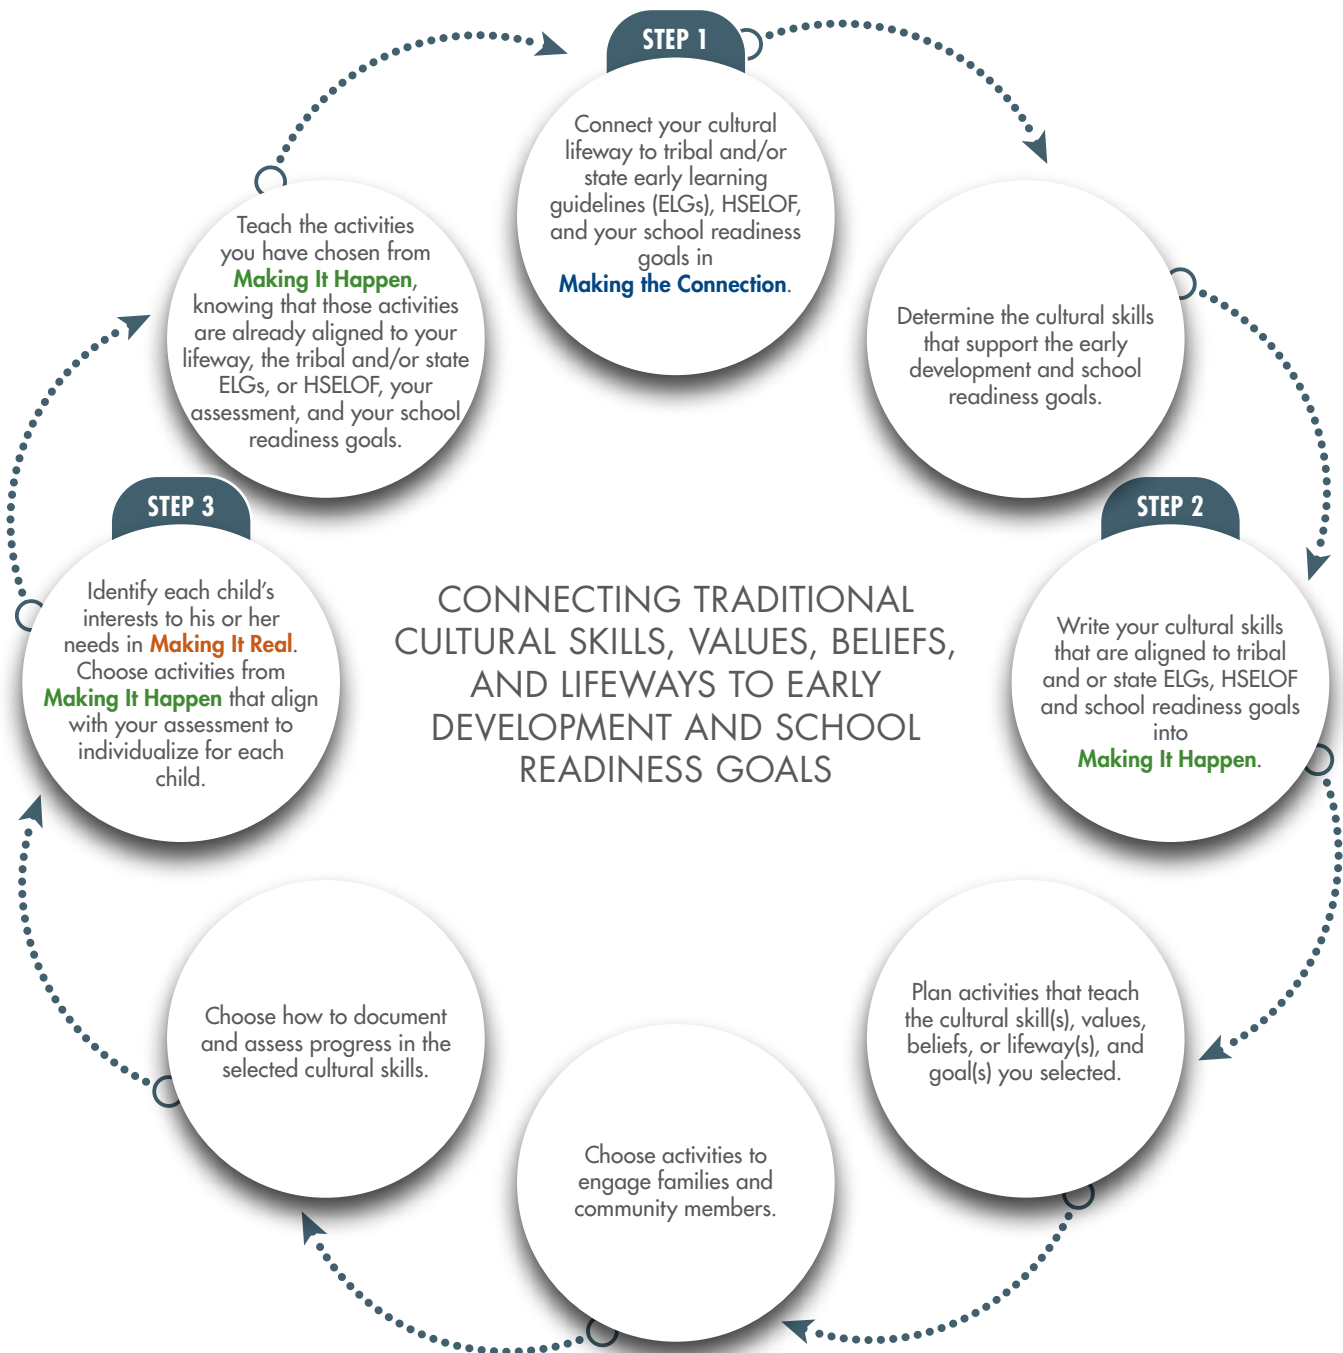 STEP 1
Connect your cultural
lifeway to tribal and/or
state early learning
guidelines (ELGs), HSELOF,
and your school readiness
goals in
Making the Connection.
Determine the cultural skills
that support the early
development and school
readiness goals.
STEP 2
Write your cultural skills
that are aligned to tribal
and or state ELGs, HSELOF
and school readiness goals
into
Making It Happen.
Plan activities that teach
the cultural skill(s), values,
beliefs, or lifeway(s), and
goal(s) you selected.
Choose activities to
engage families and
community members.
Choose how to document
and assess progress in the
selected cultural skills.
STEP 3
Identify each child’s
interests to his or her
needs in Making It Real.
Choose activities from
Making It Happen that align
with your assessment to
individualize for each
child.
Teach the activities
you have chosen from
Making It Happen,
knowing that those activities
are already aligned to your
lifeway, the tribal and/or state
ELGs, or HSELOF, your
assessment, and your school
readiness goals.
CONNECTING TRADITIONAL
CULTURAL SKILLS, VALUES, BELIEFS,
AND LIFEWAYS TO EARLY
DEVELOPMENT AND SCHOOL
READINESS GOALS